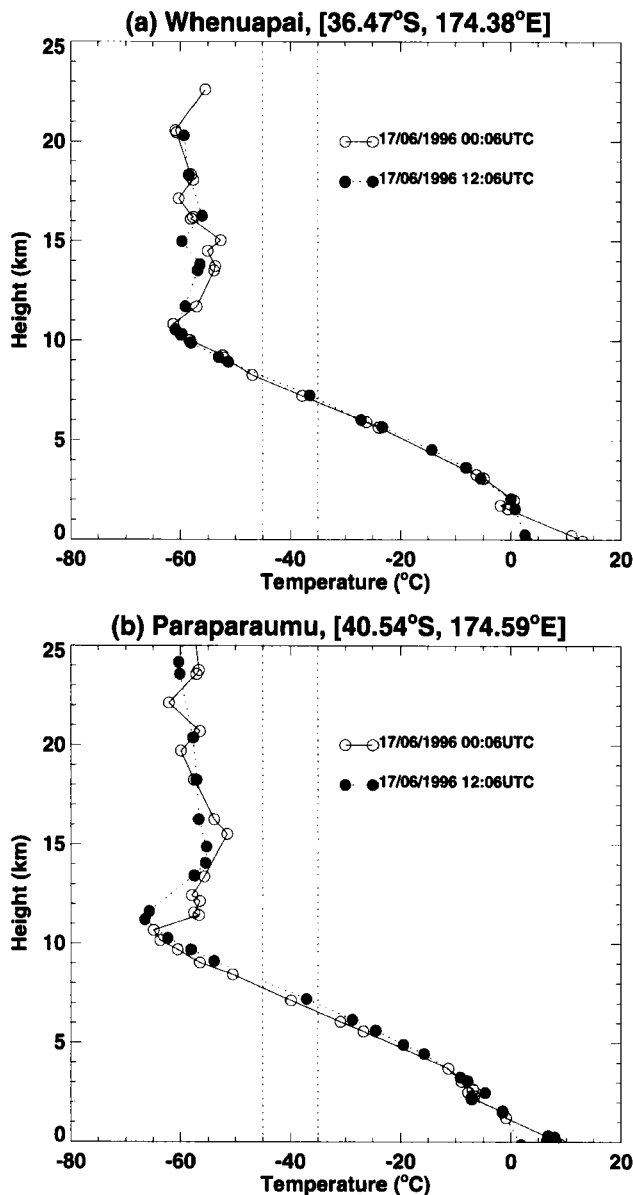 (a) Whenuapai, [36.47°S, 174.38°E]
25
20
15
10
5
0
Height (km)
17/06/1996 00:06UTC
17/06/1996 12:06UTC
-80 -60 -40 -20 0 20
Temperature (°C)
(b) Paraparaumu, [40.54°S, 174.59°E]
25
20
15
10
5
0
Height (km)
17/06/1996 00:06UTC
17/06/1996 12:06UTC
-80 -60 -40 -20 0 20
Temperature (°C)